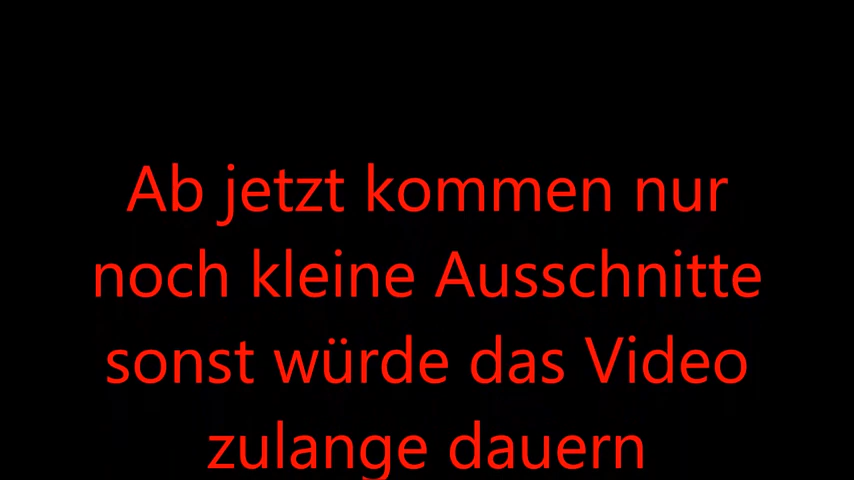 Ab jetzt kommen nur
noch kleine Ausschnitte
sonst würde das Video
zulange dauern